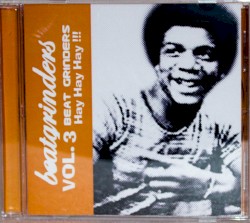 beatgrinders
VOL. 3 BEAT GRINDERS
Hay Hay Hay !!!